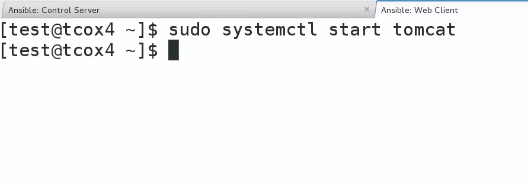 Ansible: Control Server × Ansible: Web Client
[test@tcox4 ~]$ sudo systemctl start tomcat
[test@tcox4 ~]$